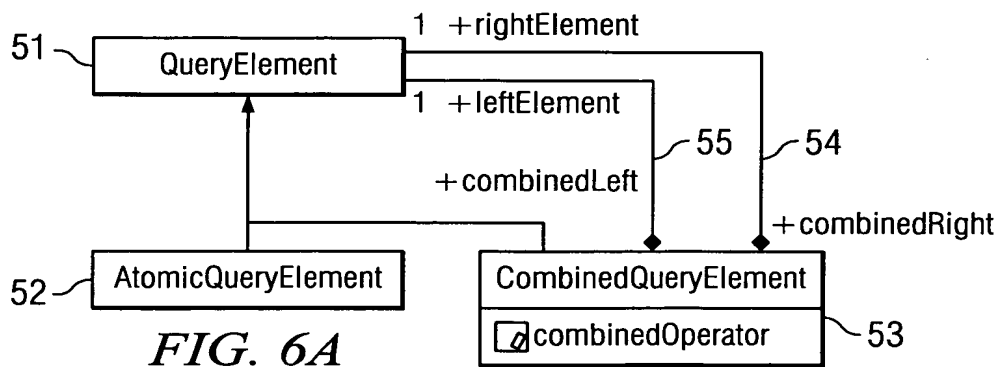 1 +rightElement
51
QueryElement
1 +leftElement
55
54
+combinedLeft
+combinedRight
52
AtomicQueryElement
CombinedQueryElement
combinedOperator
53
FIG. 6A